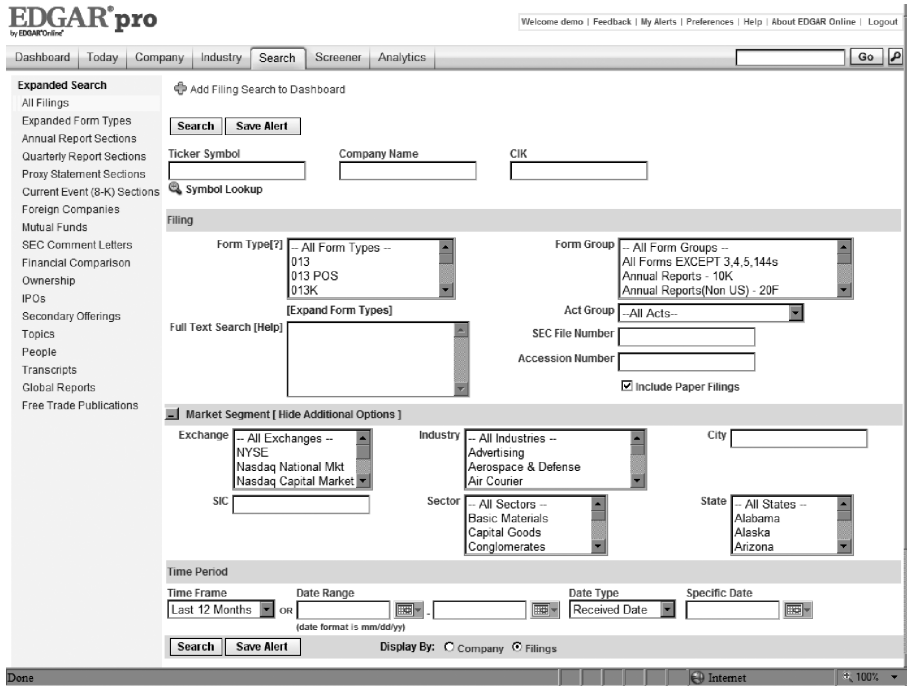 EDGAR®pro
by EDGAR®Online®
Welcome demo | Feedback | My Alerts | Preferences | Help | About EDGAR Online | Logout
Dashboard Today Company Industry Search Screener Analytics Go
Expanded Search
All Filings
Expanded Form Types
Annual Report Sections
Quarterly Report Sections
Proxy Statement Sections
Current Event (8-K) Sections
Foreign Companies
Mutual Funds
SEC Comment Letters
Financial Comparison
Ownership
IPOs
Secondary Offerings
Topics
People
Transcripts
Global Reports
Free Trade Publications
Add Filing Search to Dashboard
Search Save Alert
Ticker Symbol Company Name CIK
Symbol Lookup
Filing
Form Type[?]
-- All Form Types --
013
013 POS
013K
[Expand Form Types]
Form Group
-- All Form Groups --
All Forms EXCEPT 3,4,5,144s
Annual Reports - 10K
Annual Reports(Non US) - 20F
Act Group --All Acts--
Full Text Search [Help]
SEC File Number
Accession Number
Include Paper Filings
Market Segment [ Hide Additional Options ]
Exchange
-- All Exchanges --
NYSE
Nasdaq National Mkt
Nasdaq Capital Market
Industry
-- All Industries --
Advertising
Aerospace & Defense
Air Courier
City
SIC
Sector
-- All Sectors --
Basic Materials
Capital Goods
Conglomerates
State
-- All States --
Alabama
Alaska
Arizona
Time Period
Time Frame Date Range Date Type Specific Date
Last 12 Months OR - Received Date
(date format is mm/dd/yy)
Search Save Alert Display By: Company Filings
Done Internet 100%